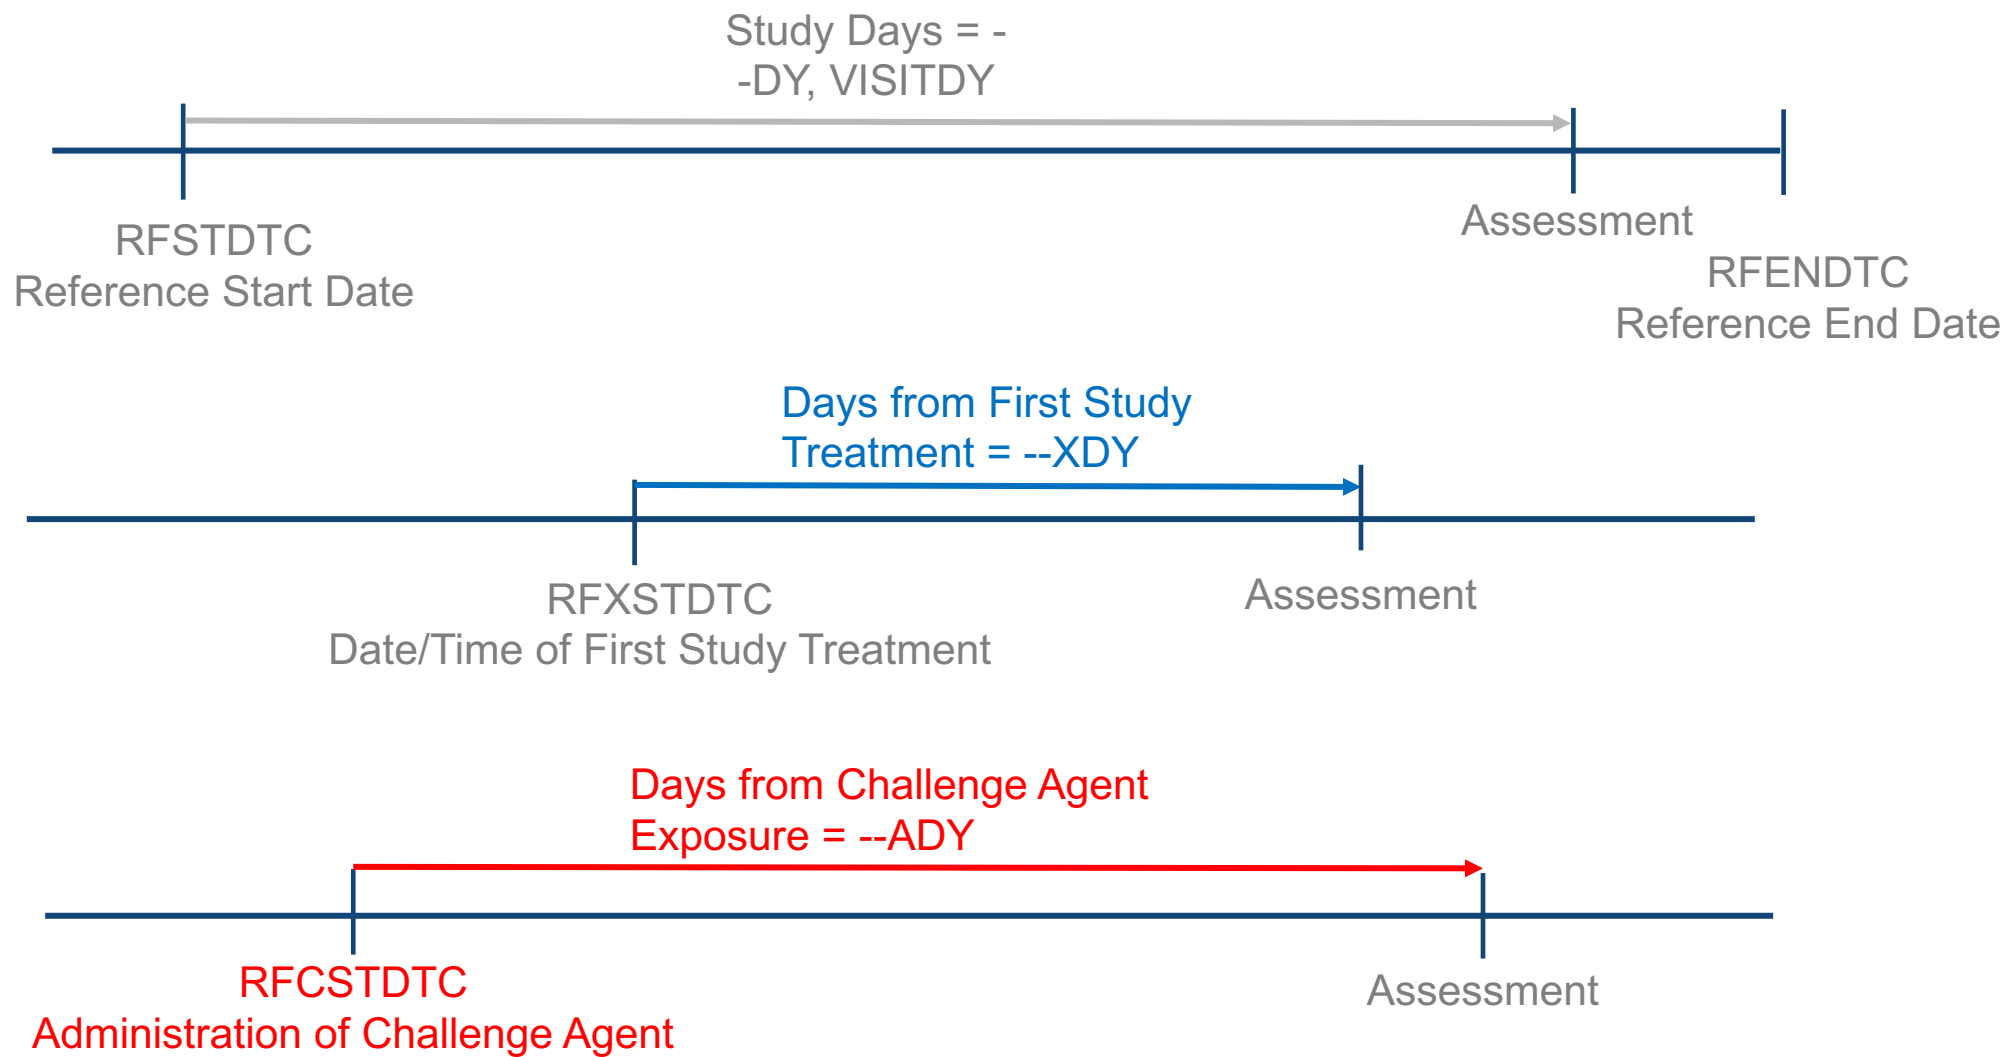 Study Days = -
-DY, VISITDY
RFSTDTC
Reference Start Date
Assessment
RFENDTC
Reference End Date
Days from First Study
Treatment = --XDY
RFXSTDTC
Date/Time of First Study Treatment
Assessment
Days from Challenge Agent
Exposure = --ADY
RFCSTDTC
Administration of Challenge Agent
Assessment